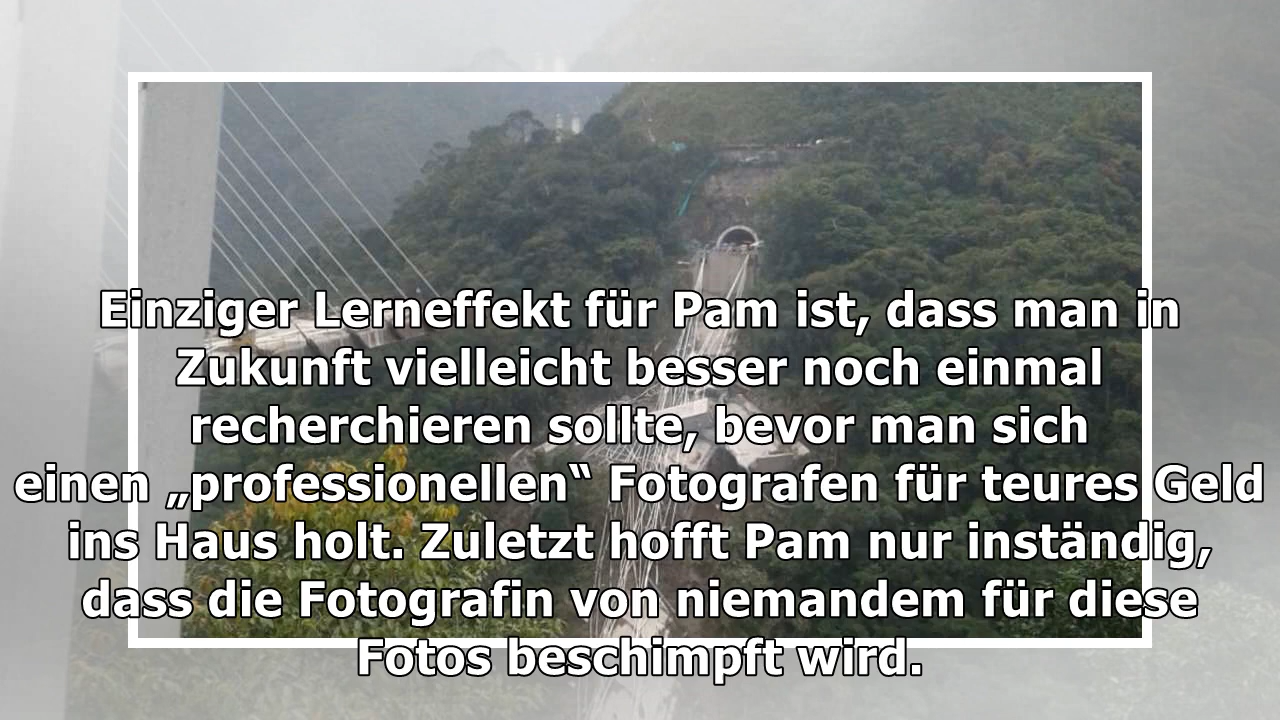 Einziger Lerneffekt für Pam ist, dass man in
Zukunft vielleicht besser noch einmal
recherchieren sollte, bevor man sich
einen „professionellen“ Fotografen für teures Geld
ins Haus holt. Zuletzt hofft Pam nur inständig,
dass die Fotografin von niemandem für diese
Fotos beschimpft wird.